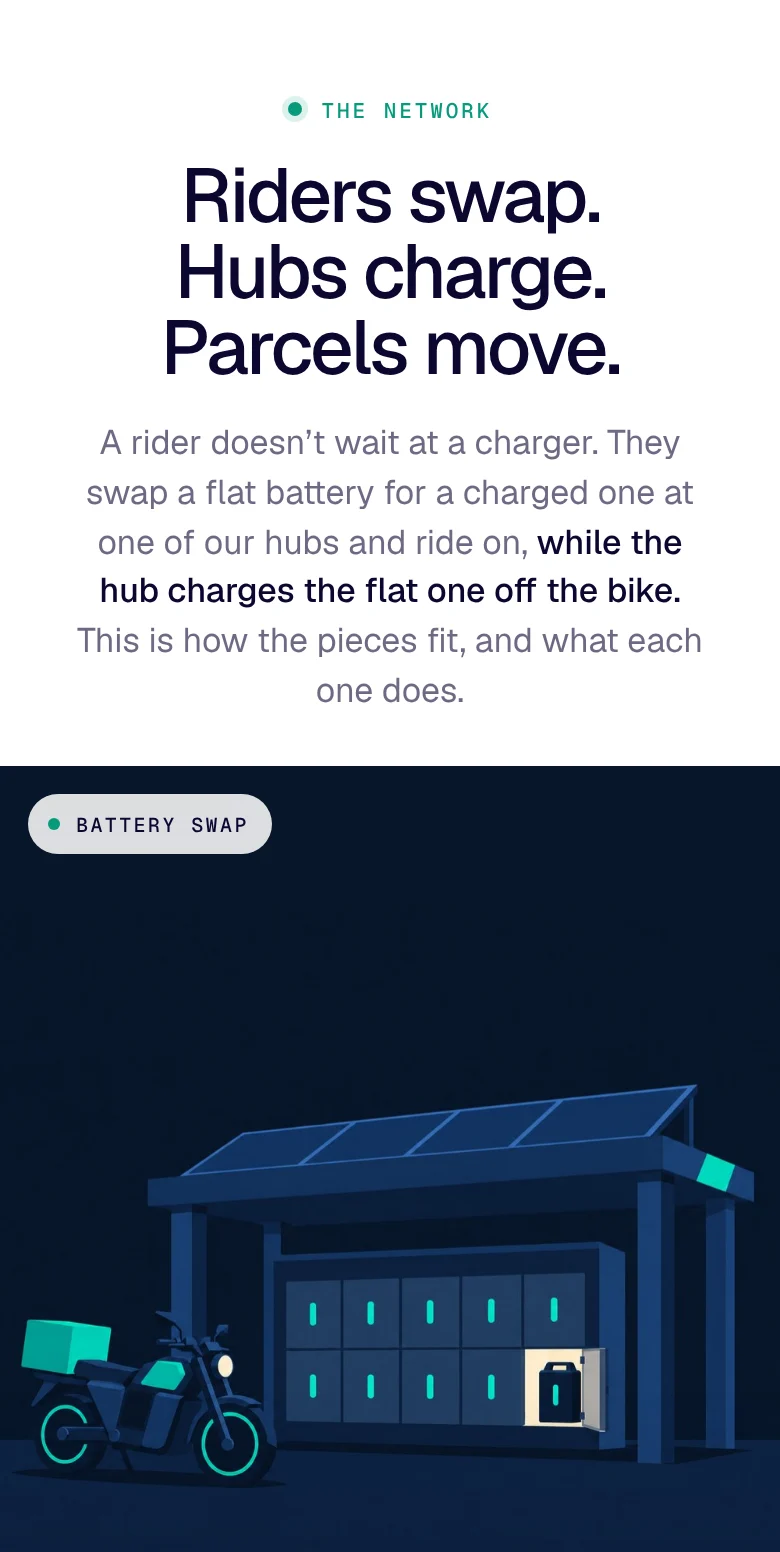 THE NETWORK
Riders swap.
Hubs charge.
Parcels move.
A rider doesn’t wait at a charger. They
swap a flat battery for a charged one at
one of our hubs and ride on, while the
hub charges the flat one off the bike.
This is how the pieces fit, and what each
one does.
BATTERY SWAP